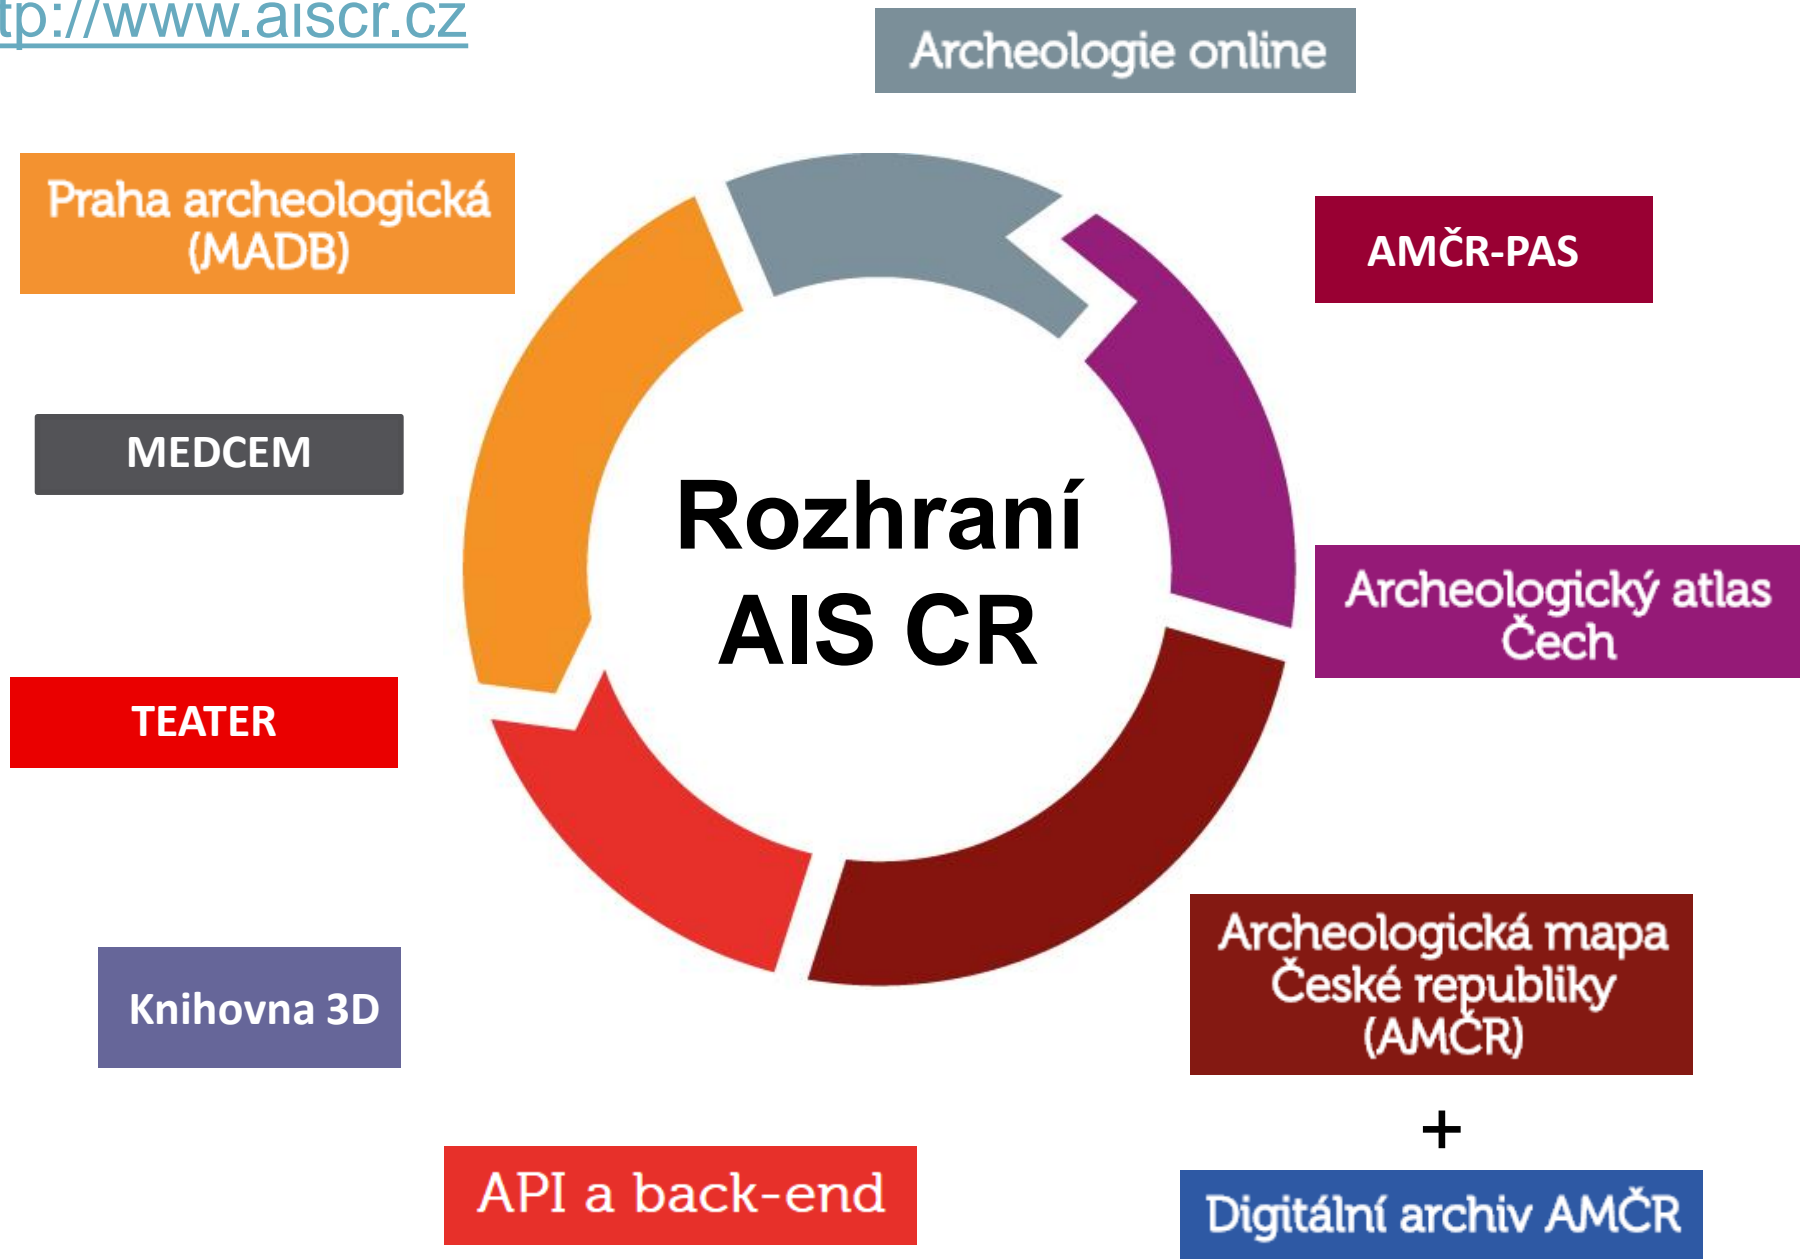 tp://www.aiscr.cz
Archeologie online
Praha archeologická
(MADB)
AMČR-PAS
MEDCEM
Rozhraní
AIS CR
Archeologický atlas
Čech
TEATER
Archeologická mapa
České republiky
(AMČR)
Knihovna 3D
+
API a back-end
Digitální archiv AMČR